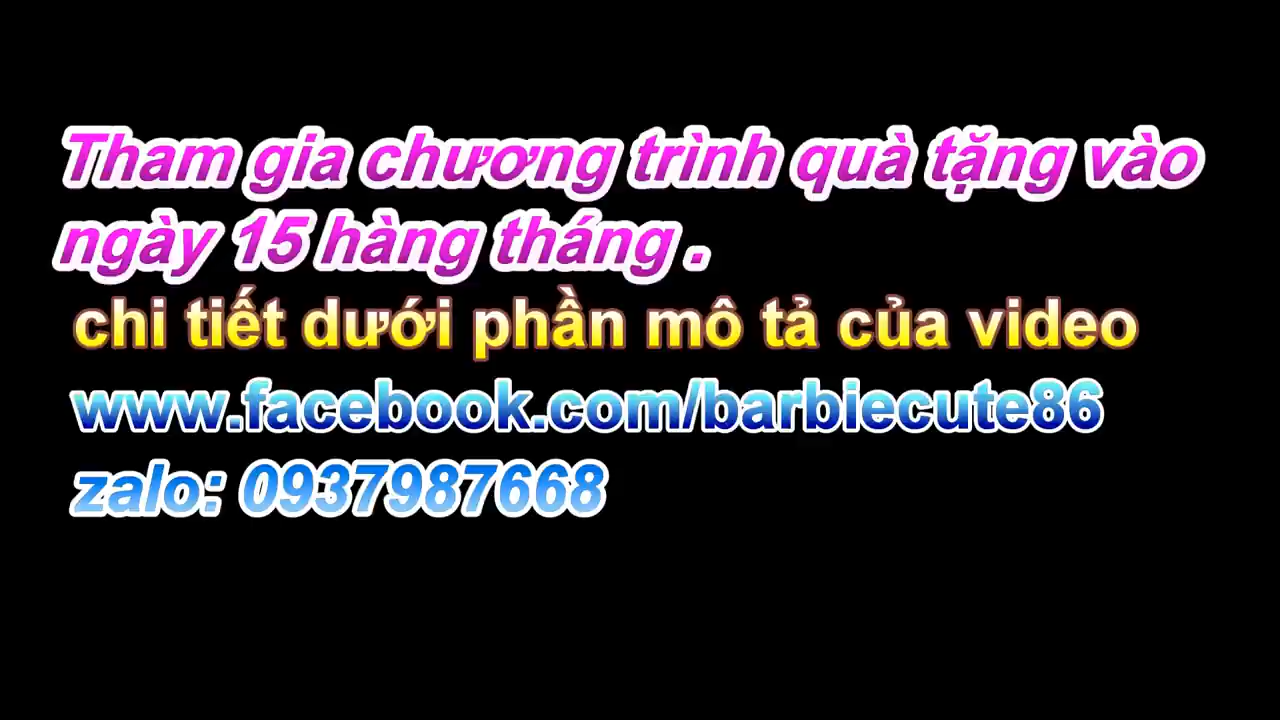 Tham gia chương trình quà tặng vào
ngày 15 hàng tháng .
chi tiết dưới phần mô tả của video
www.facebook.com/barbiecute86
zalo: 0937987668